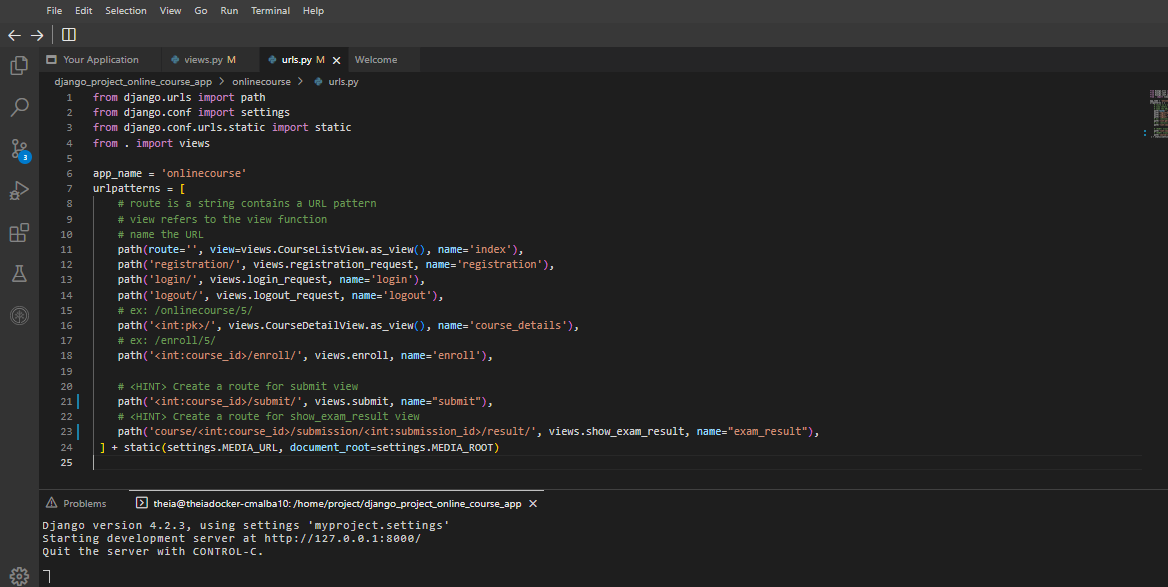 File Edit Selection View Go Run Terminal Help
Your Application views.py M urls.py M Welcome
django_project_online_course_app > onlinecourse > urls.py
1 from django.urls import path
2 from django.conf import settings
3 from django.conf.urls.static import static
4 from . import views
5
6 app_name = 'onlinecourse'
7 urlpatterns = [
8 # route is a string contains a URL pattern
9 # view refers to the view function
10 # name the URL
11 path(route='', view=views.CourseListView.as_view(), name='index'),
12 path('registration/', views.registration_request, name='registration'),
13 path('login/', views.login_request, name='login'),
14 path('logout/', views.logout_request, name='logout'),
15 # ex: /onlinecourse/5/
16 path('<int:pk>/', views.CourseDetailView.as_view(), name='course_details'),
17 # ex: /enroll/5/
18 path('<int:course_id>/enroll/', views.enroll, name='enroll'),
19
20 # <HINT> Create a route for submit view
21 path('<int:course_id>/submit/', views.submit, name="submit"),
22 # <HINT> Create a route for show_exam_result view
23 path('course/<int:course_id>/submission/<int:submission_id>/result/', views.show_exam_result, name="exam_result"),
24 ] + static(settings.MEDIA_URL, document_root=settings.MEDIA_ROOT)
25
3
Problems theia@theiadocker-cmalba10: /home/project/django_project_online_course_app
Django version 4.2.3, using settings 'myproject.settings'
Starting development server at http://127.0.0.1:8000/
Quit the server with CONTROL-C.